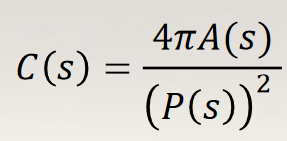 C(s) = 4πA(s) / (P(s))²